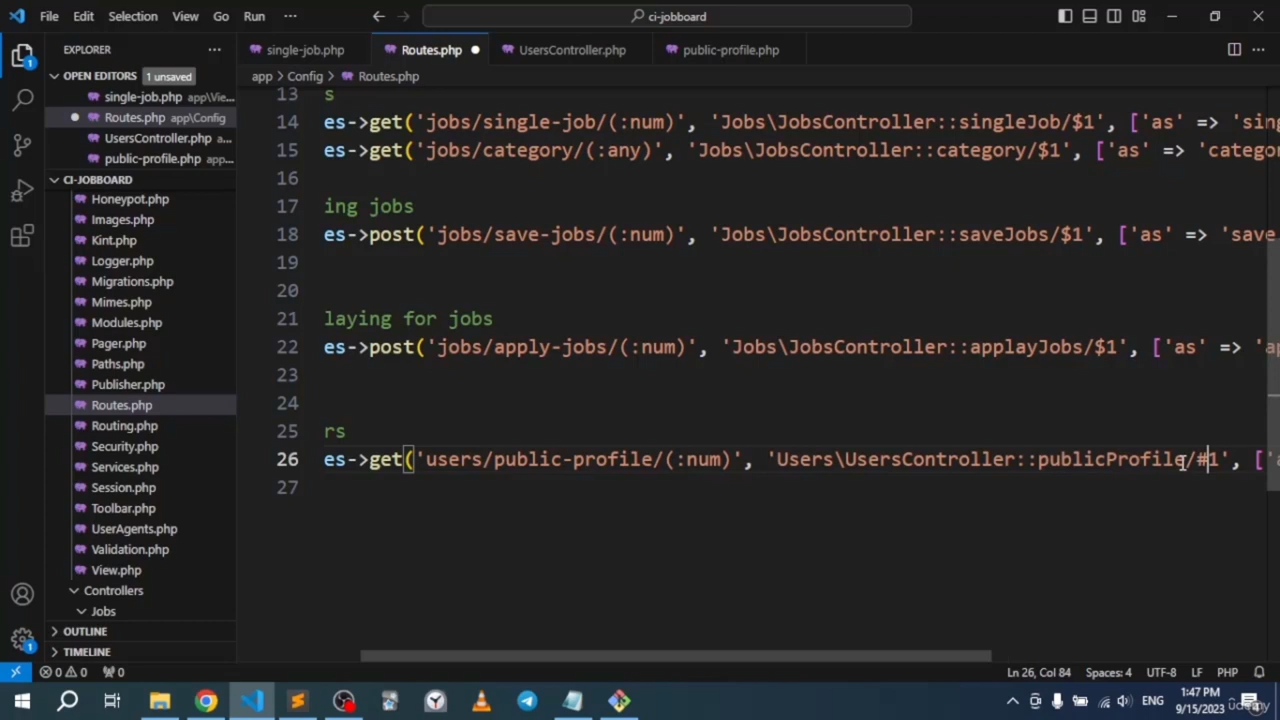 File Edit Selection View Go Run ··· ci-jobboard
EXPLORER ··· single-job.php Routes.php UsersController.php public-profile.php
OPEN EDITORS 1 unsaved app > Config > Routes.php
single-job.php app\Vie...
Routes.php app\Config
UsersController.php a...
public-profile.php app...
CI-JOBBOARD
Honeypot.php
Images.php
Kint.php
Logger.php
Migrations.php
Mimes.php
Modules.php
Pager.php
Paths.php
Publisher.php
Routes.php
Routing.php
Security.php
Services.php
Session.php
Toolbar.php
UserAgents.php
Validation.php
View.php
Controllers
Jobs
OUTLINE
TIMELINE
13 s
14 es->get('jobs/single-job/(:num)', 'Jobs\JobsController::singleJob/$1', ['as' => 'sing
15 es->get('jobs/category/(:any)', 'Jobs\JobsController::category/$1', ['as' => 'catego
16
17 ing jobs
18 es->post('jobs/save-jobs/(:num)', 'Jobs\JobsController::saveJobs/$1', ['as' => 'save
19
20
21 laying for jobs
22 es->post('jobs/apply-jobs/(:num)', 'Jobs\JobsController::applayJobs/$1', ['as' => 'ap
23
24
25 rs
26 es->get('users/public-profile/(:num)', 'Users\UsersController::publicProfile/#1', ['a
27
0 0 0 Ln 26, Col 84 Spaces: 4 UTF-8 LF PHP
ENG 1:47 PM
9/15/2023
udemy